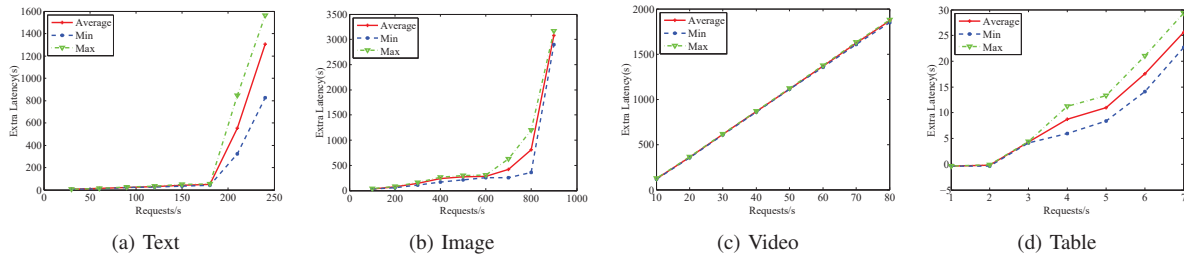 1600
1400
1200
1000
800
600
400
200
0
0 50 100 150 200 250
Extra Latency(s)
Requests/s
Average
Min
Max
(a) Text
3500
3000
2500
2000
1500
1000
500
0
0 200 400 600 800 1000
Extra Latency(s)
Requests/s
Average
Min
Max
(b) Image
2000
1500
1000
500
0
10 20 30 40 50 60 70 80
Extra Latency(s)
Requests/s
Average
Min
Max
(c) Video
30
25
20
15
10
5
0
−5
1 2 3 4 5 6 7
Extra Latency(s)
Requests/s
Average
Min
Max
(d) Table